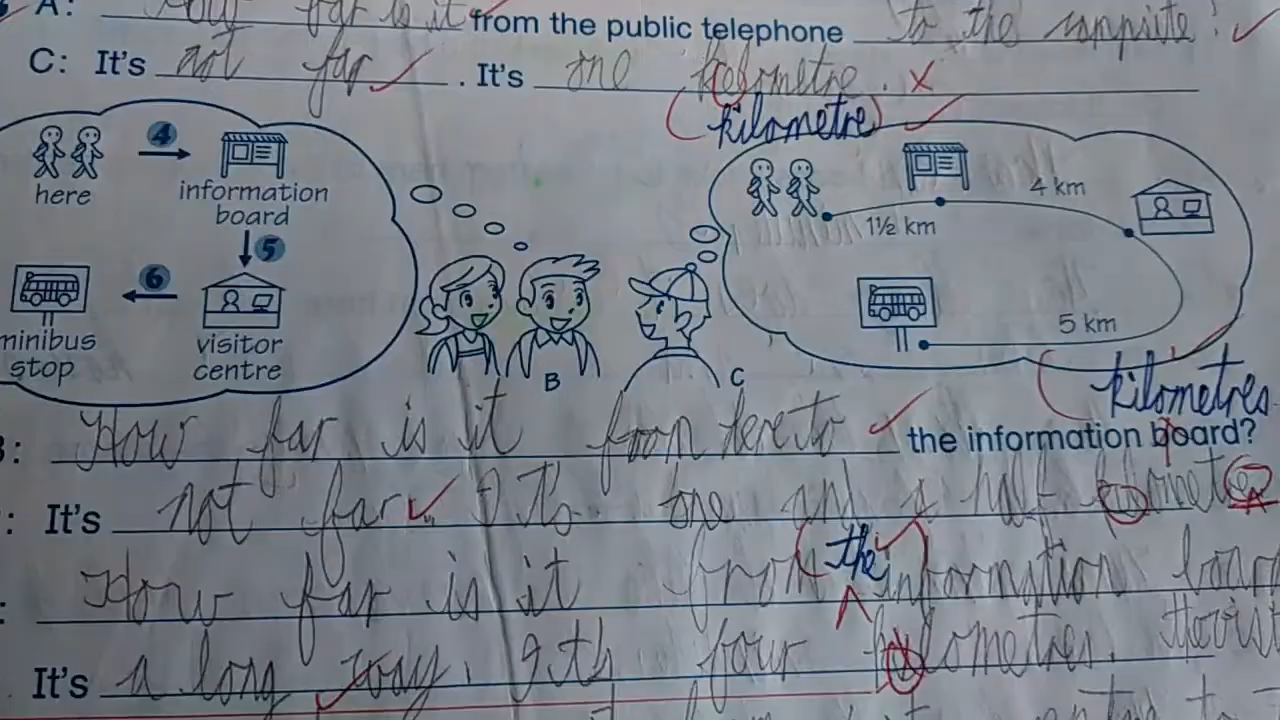 A: How far is it from the public telephone to the campsite?
C: It's not far. It's one kelometre.
kilometre
4
here
information board
5
6
minibus stop
visitor centre
B
C
1½ km
4 km
5 km
kilometres
How far is it from here to the information board?
It's not far. It's one and a half
How far is it from the information board
It's a long way. It's four kelometres.